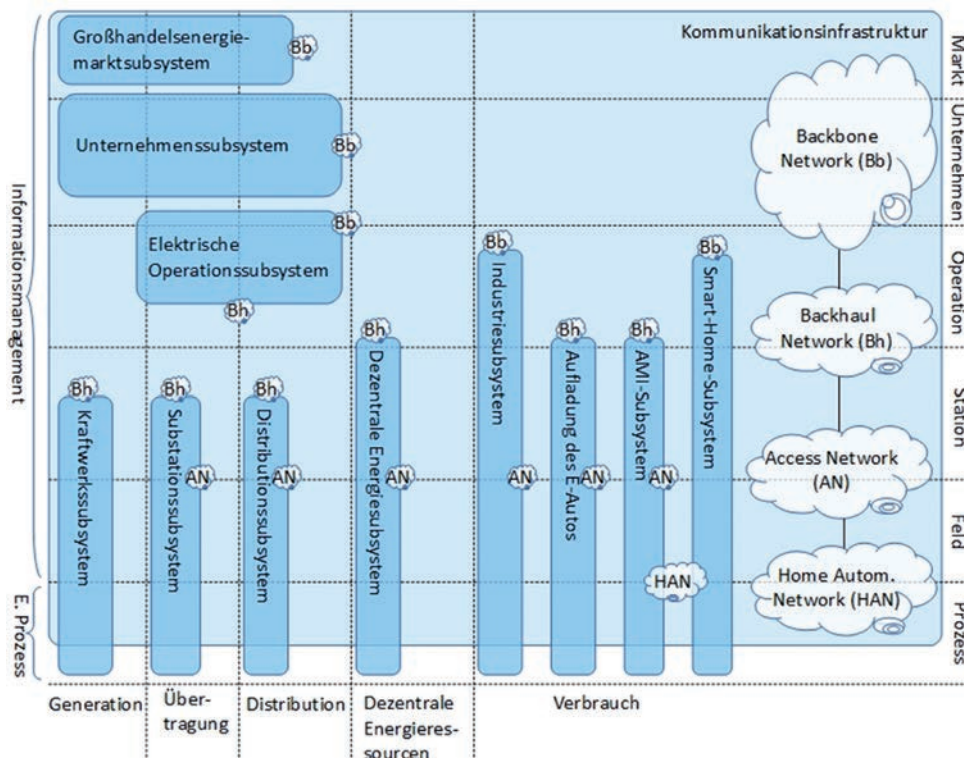 Großhandelsenergie-
marktsubsystem
Bb
Kommunikationsinfrastruktur
Markt
Unternehmenssubsystem
Bb
Backbone
Network (Bb)
Unternehmen
Informationsmanagement
Elektrische
Operationssubsystem
Bb
Bh
Bb
Industriesubsystem
Bb
Smart-Home-Subsystem
Operation
Bh
Dezentrale Energiesubsystem
Bh
Aufladung des E-Autos
Bh
AMI-Subsystem
Backhaul
Network (Bh)
Bh
Kraftwerkssubsystem
Bh
Substationssubsystem
Bh
Distributionssubsystem
Station
AN
AN
AN
AN
AN
AN
Access Network
(AN)
Feld
HAN
Home Autom.
Network (HAN)
E. Prozess
Prozess
Generation
Über-
tragung
Distribution
Dezentrale
Energieres-
sourcen
Verbrauch